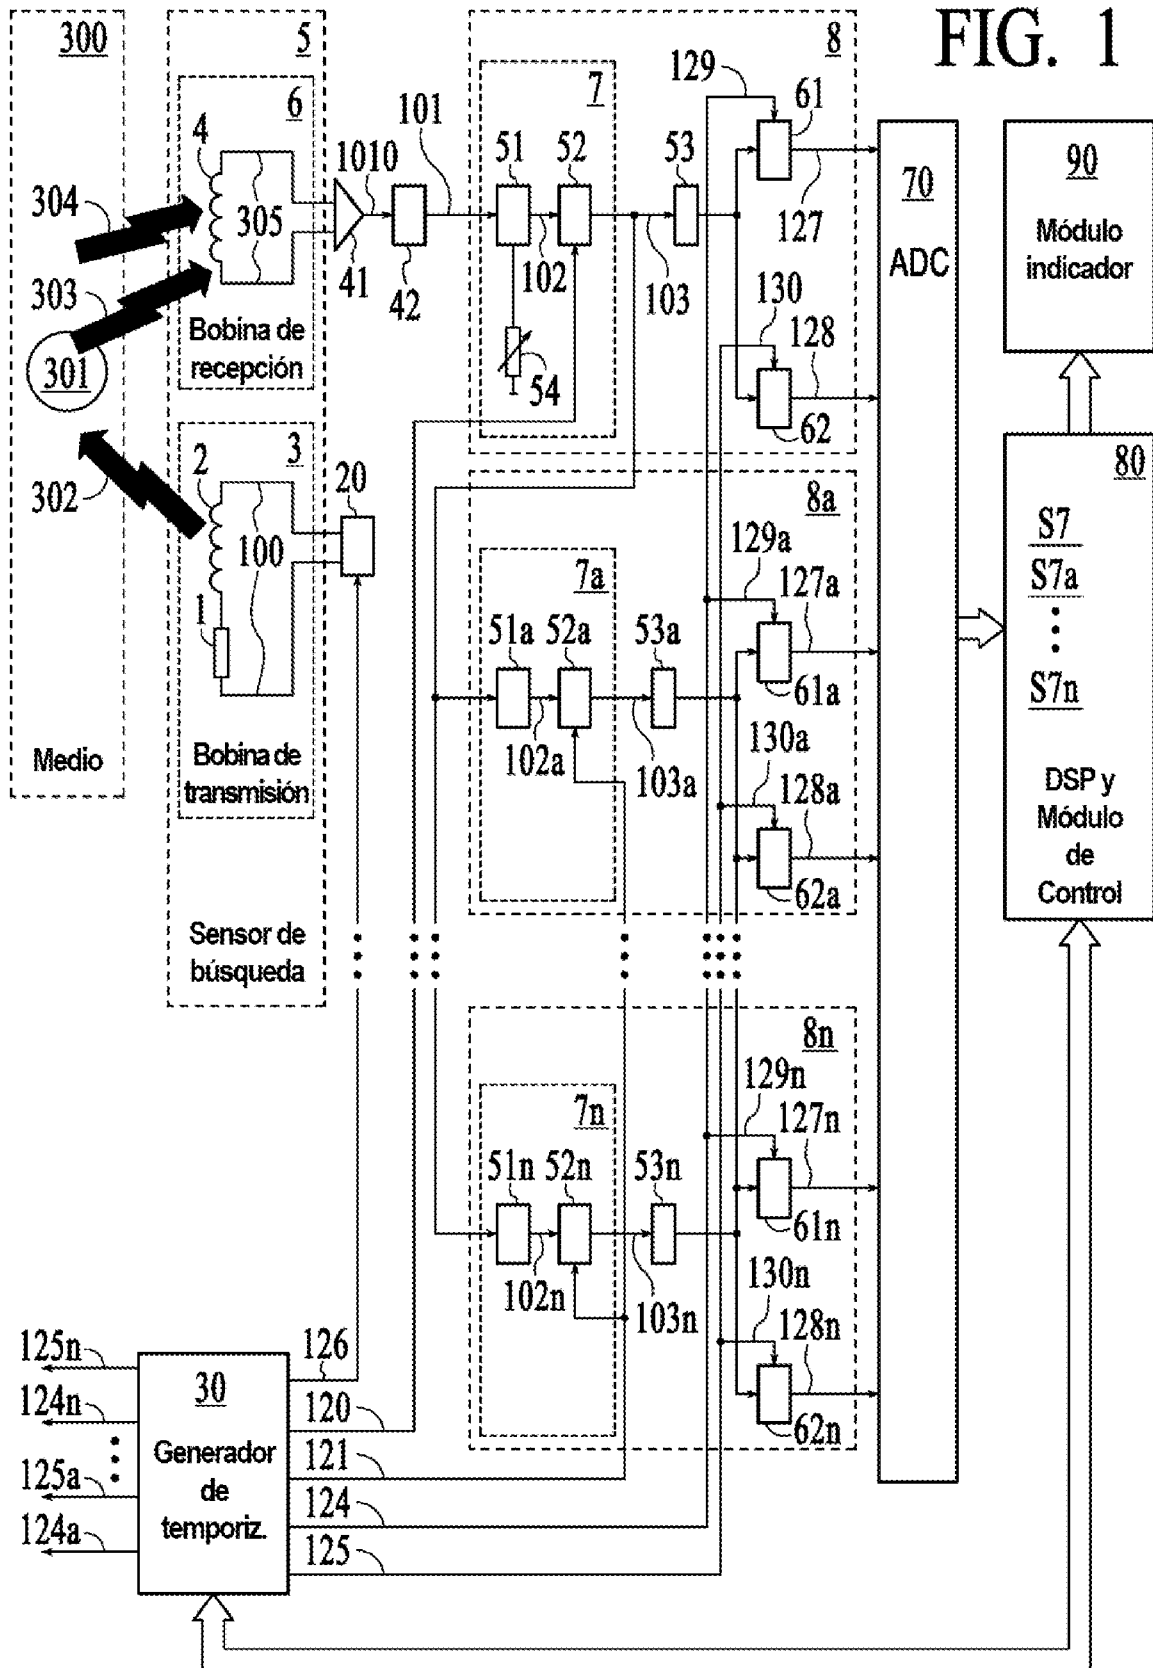 FIG. 1
300
5
8
6
7
129
61
4
101
51
52
53
1010
127
70
ADC
90
Módulo
indicador
304
305
102
103
41
42
303
130
128
54
62
301
Bobina de
recepción
3
2
20
302
100
1
80
S7
S7a
S7n
DSP y
Módulo
de
Control
8a
129a
7a
127a
51a
52a
53a
61a
130a
102a
103a
128a
62a
Medio
Bobina de
transmisión
Sensor de
búsqueda
8n
129n
7n
127n
51n
52n
53n
61n
130n
102n
103n
128n
62n
125n
126
30
124n
120
Generador
de
temporiz.
121
125a
124
124a
125